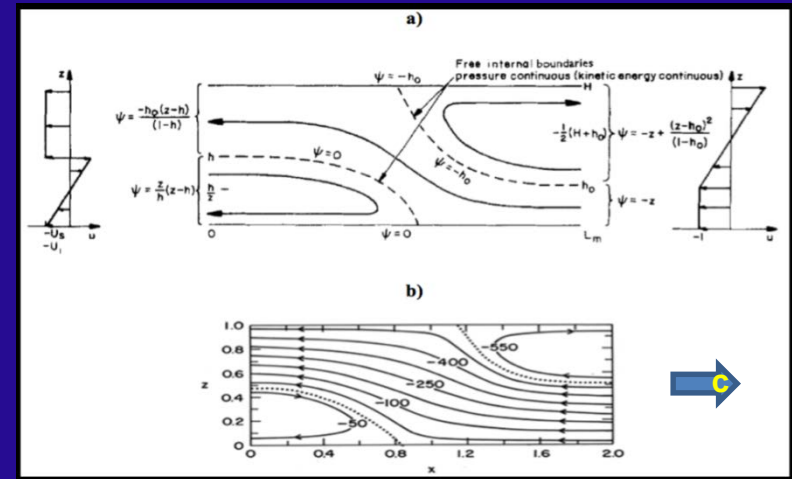 a)
Free internal boundaries
pressure continuous (kinetic energy continuous)
z
ψ = -h₀
H
z
ψ = -h₀(z-h)/(1-h)
-½(H+h₀)
ψ = -z + (z-h₀)²/(1-h₀)
h
ψ=0
ψ=-h₀
h₀
ψ = z/h (z-h)
h/2
ψ = -z
-U₅ u
-U₁
0
ψ=0
Lₘ
-1 u
b)
1.0
0.8
0.6
0.4
0.2
0
z
-550
-400
-250
-100
-50
0 0.4 0.8 1.2 1.6 2.0
x
C